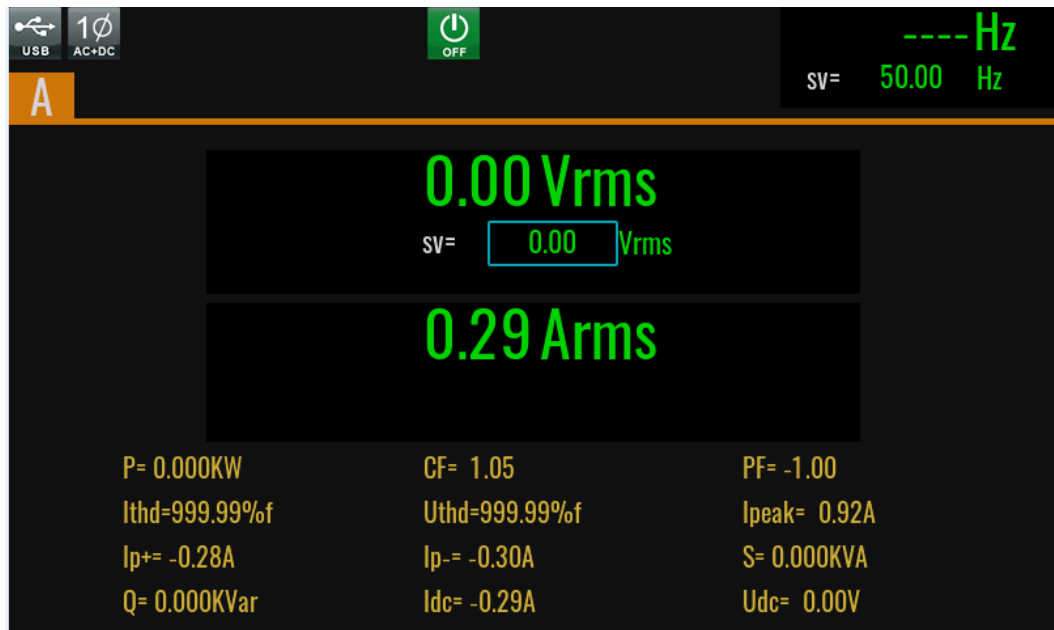 USB 1Ø AC+DC OFF ---- Hz
sv= 50.00 Hz
A
0.00 Vrms
sv= 0.00 Vrms
0.29 Arms
P= 0.000KW CF= 1.05 PF= -1.00
Ithd=999.99%f Uthd=999.99%f Ipeak= 0.92A
Ip+= -0.28A Ip-= -0.30A S= 0.000KVA
Q= 0.000KVar Idc= -0.29A Udc= 0.00V